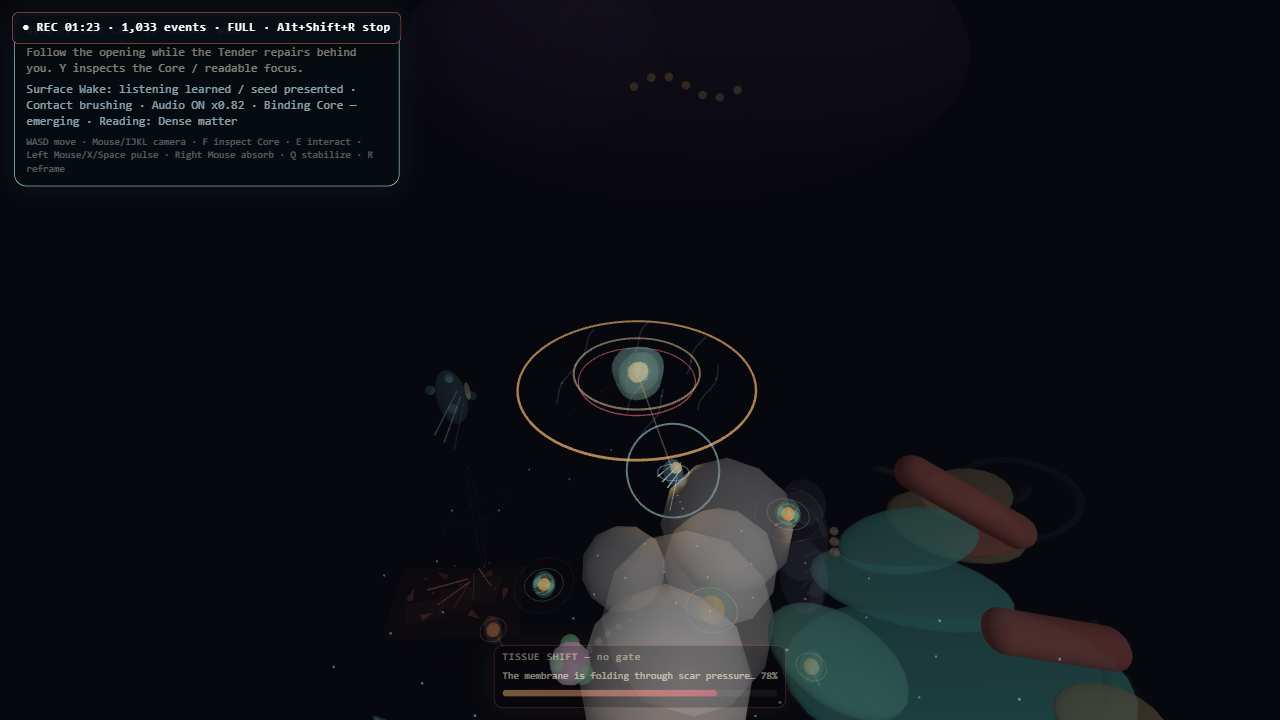 ● REC 01:23 · 1,033 events · FULL · Alt+Shift+R stop
Follow the opening while the Tender repairs behind
you. Y inspects the Core / readable focus.
Surface Wake: listening learned / seed presented ·
Contact brushing · Audio ON x0.82 · Binding Core —
emerging · Reading: Dense matter
WASD move · Mouse/IJKL camera · F inspect Core · E interact ·
Left Mouse/X/Space pulse · Right Mouse absorb · Q stabilize · R
reframe
TISSUE SHIFT — no gate
The membrane is folding through scar pressure… 78%